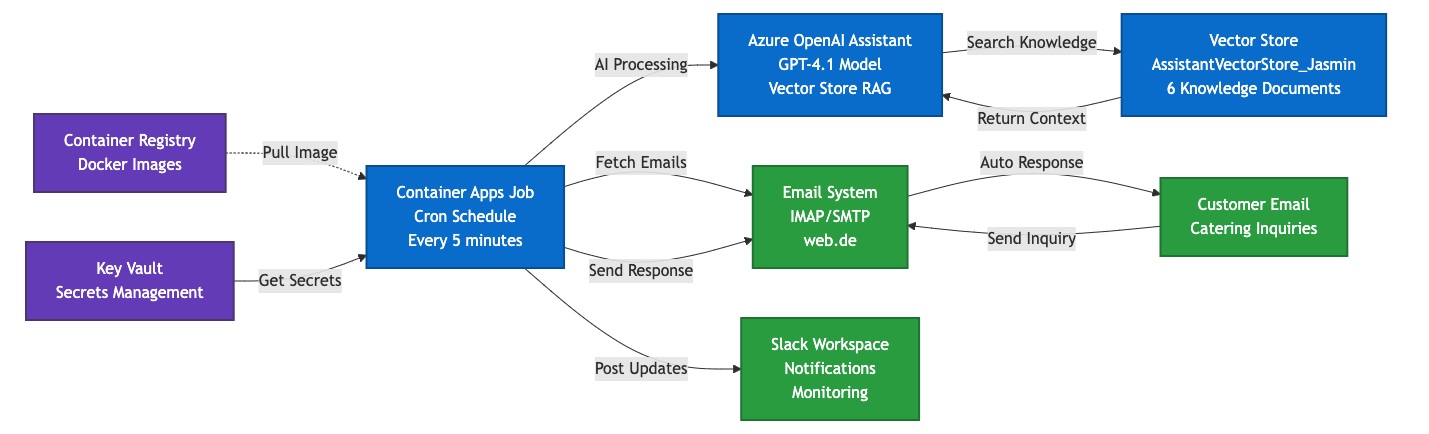 Azure OpenAI Assistant
GPT-4.1 Model
Vector Store RAG
Search Knowledge
Return Context
Vector Store
AssistantVectorStore_Jasmin
6 Knowledge Documents
AI Processing
Container Registry
Docker Images
Pull Image
Key Vault
Secrets Management
Get Secrets
Container Apps Job
Cron Schedule
Every 5 minutes
Fetch Emails
Send Response
Email System
IMAP/SMTP
web.de
Auto Response
Send Inquiry
Customer Email
Catering Inquiries
Post Updates
Slack Workspace
Notifications
Monitoring